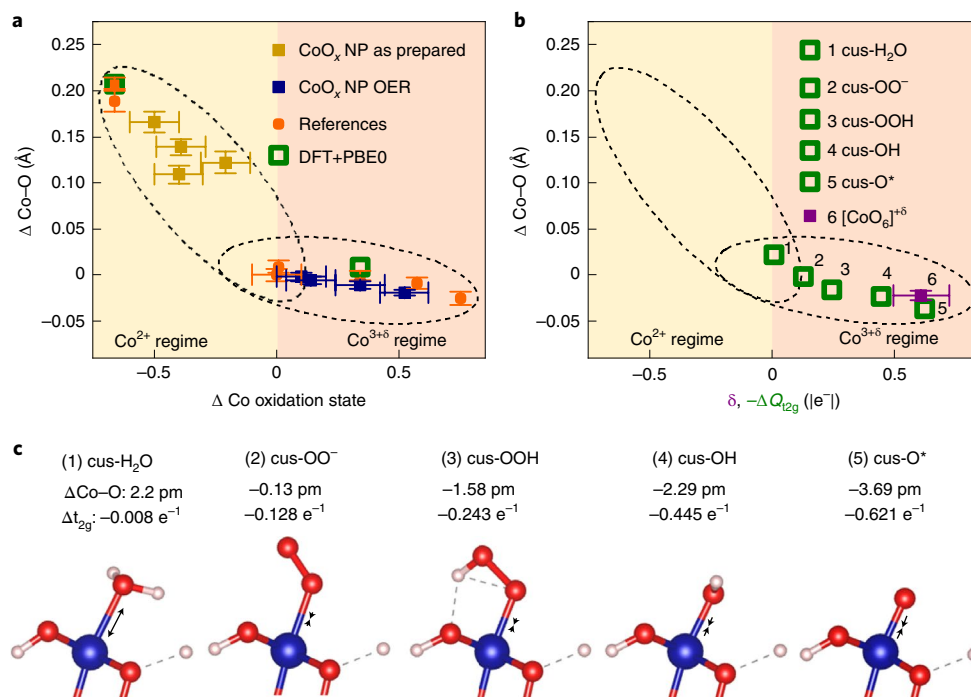 a
0.25
0.20
0.15
0.10
0.05
0
−0.05
Δ Co–O (Å)
CoOx NP as prepared
CoOx NP OER
References
DFT+PBE0
Co2+ regime
Co3+δ regime
−0.5
0
0.5
Δ Co oxidation state
b
0.25
0.20
0.15
0.10
0.05
0
−0.05
Δ Co–O (Å)
1 cus-H2O
2 cus-OO−
3 cus-OOH
4 cus-OH
5 cus-O*
6 [CoO6]+δ
1
2
3
4
6
5
Co2+ regime
Co3+δ regime
−0.5
0
0.5
δ, −ΔQt2g (|e−|)
c
(1) cus-H2O
ΔCo–O: 2.2 pm
Δt2g: −0.008 e−1
(2) cus-OO−
−0.13 pm
−0.128 e−1
(3) cus-OOH
−1.58 pm
−0.243 e−1
(4) cus-OH
−2.29 pm
−0.445 e−1
(5) cus-O*
−3.69 pm
−0.621 e−1